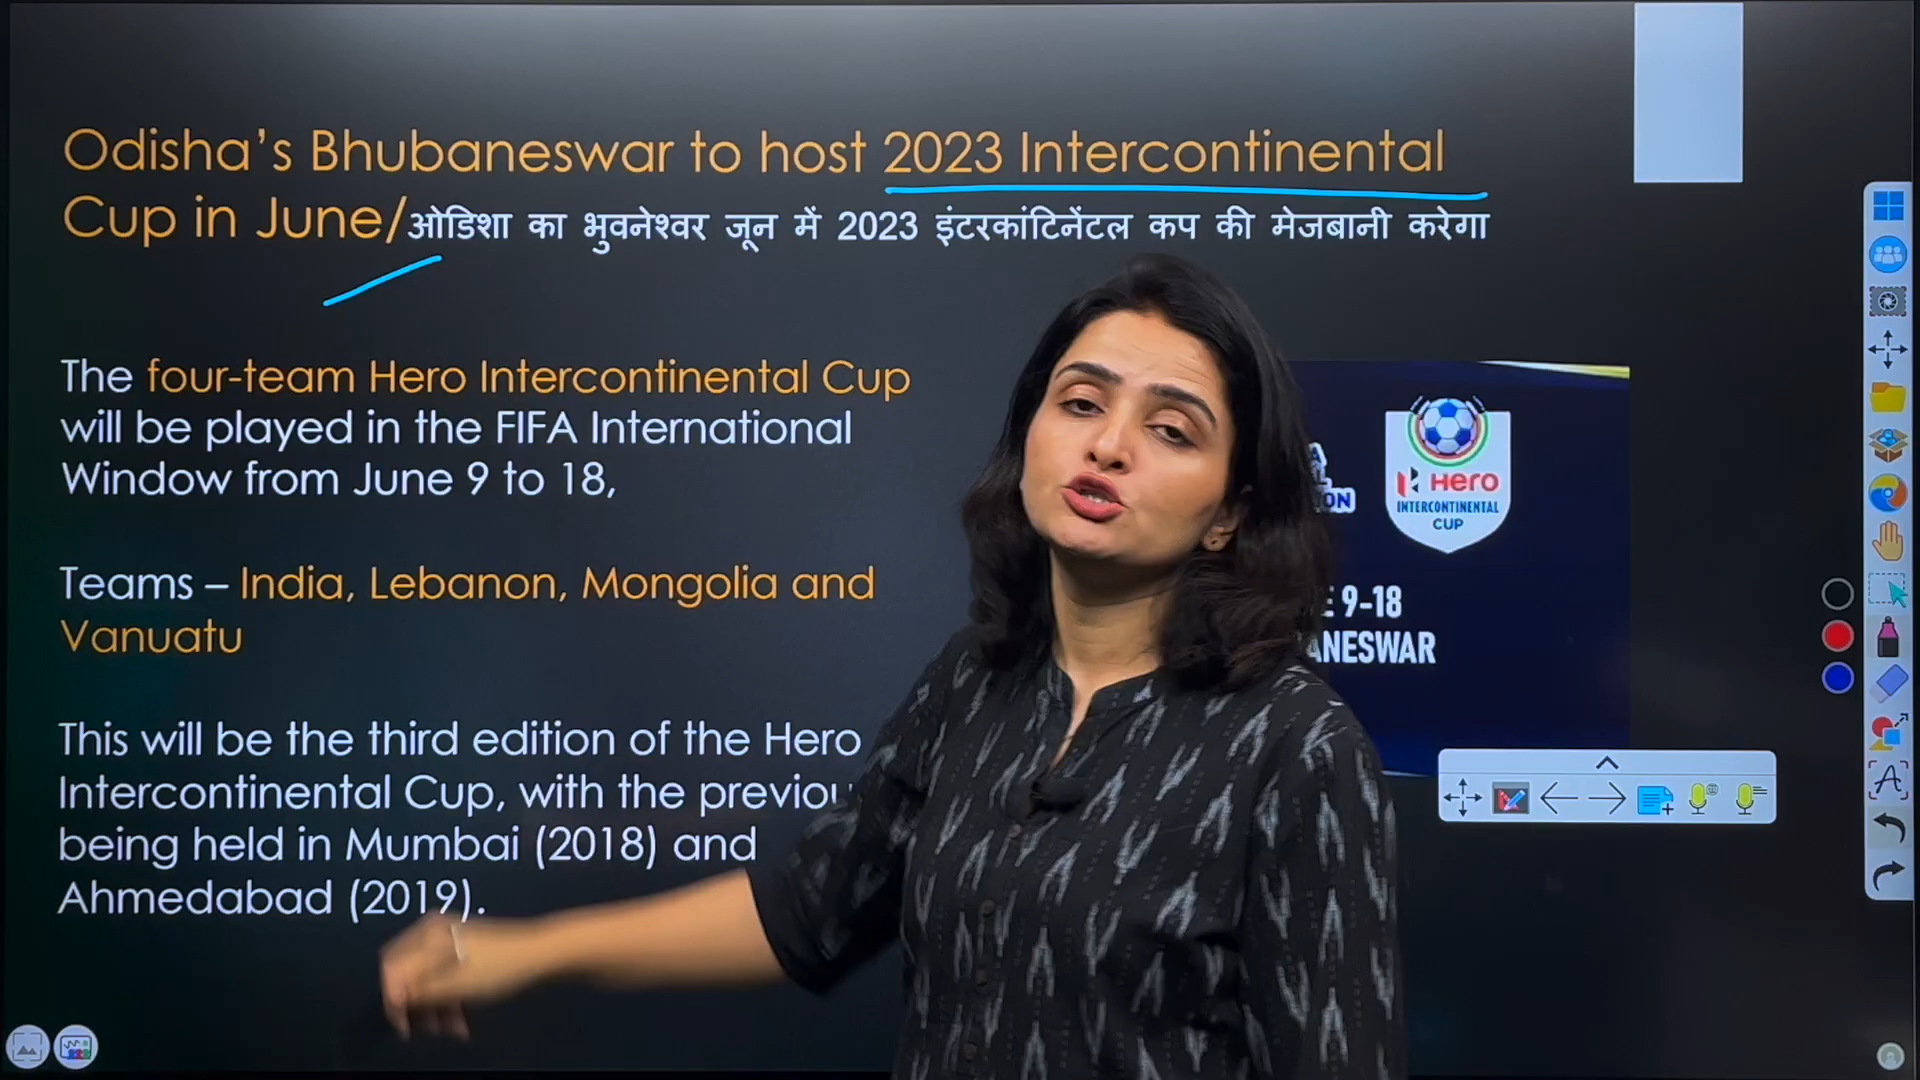 Odisha’s Bhubaneswar to host 2023 Intercontinental
Cup in June/ओडिशा का भुवनेश्वर जून में 2023 इंटरकांटिनेंटल कप की मेजबानी करेगा
The four-team Hero Intercontinental Cup
will be played in the FIFA International
Window from June 9 to 18,
Teams – India, Lebanon, Mongolia and
Vanuatu
This will be the third edition of the Hero
Intercontinental Cup, with the
being held in Mumbai (2018) and
Ahmedabad (2019).
Hero
INTERCONTINENTAL
CUP
9-18